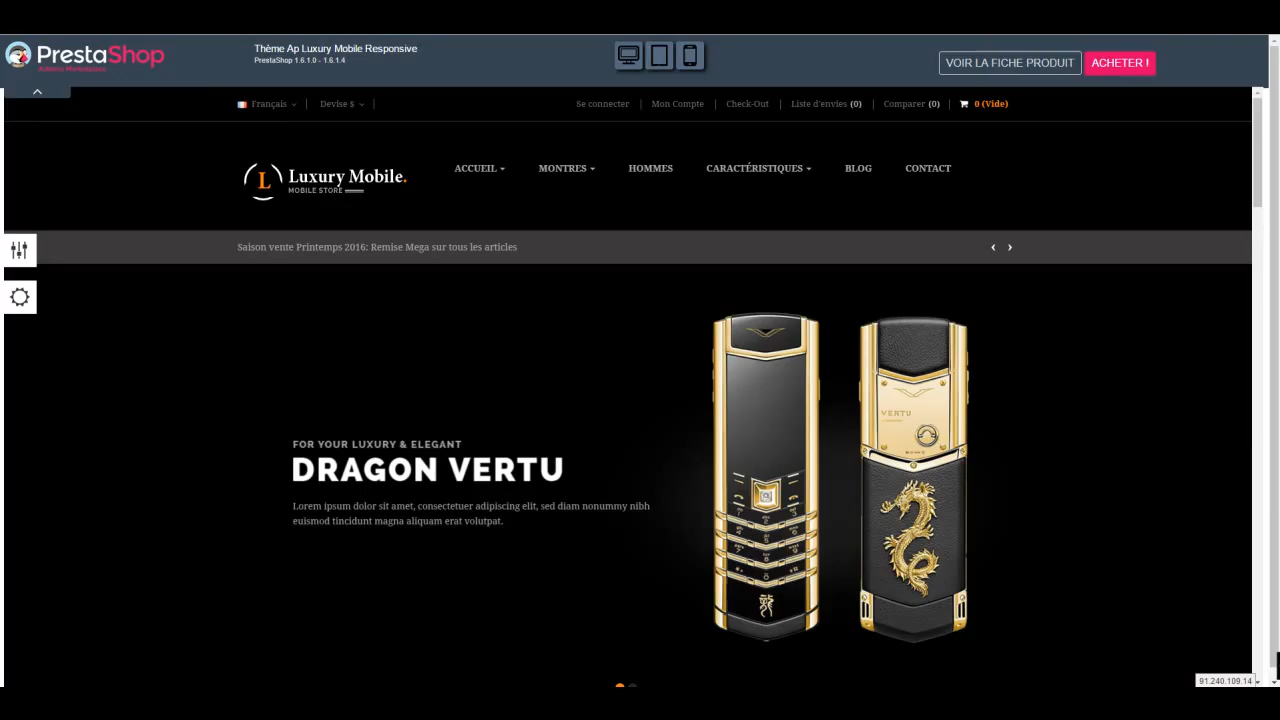 PrestaShop
Thème Ap Luxury Mobile Responsive
PrestaShop 1.6.1.0 - 1.6.1.4
VOIR LA FICHE PRODUIT
ACHETER !
Français
Devise $
Se connecter
Mon Compte
Check-Out
Liste d'envies (0)
Comparer (0)
0 (Vide)
L
Luxury Mobile.
MOBILE STORE
ACCUEIL
MONTRES
HOMMES
CARACTÉRISTIQUES
BLOG
CONTACT
Saison vente Printemps 2016: Remise Mega sur tous les articles
FOR YOUR LUXURY & ELEGANT
DRAGON VERTU
Lorem ipsum dolor sit amet, consectetuer adipiscing elit, sed diam nonummy nibh
euismod tincidunt magna aliquam erat volutpat.
VERTU
龍
91.240.109.14